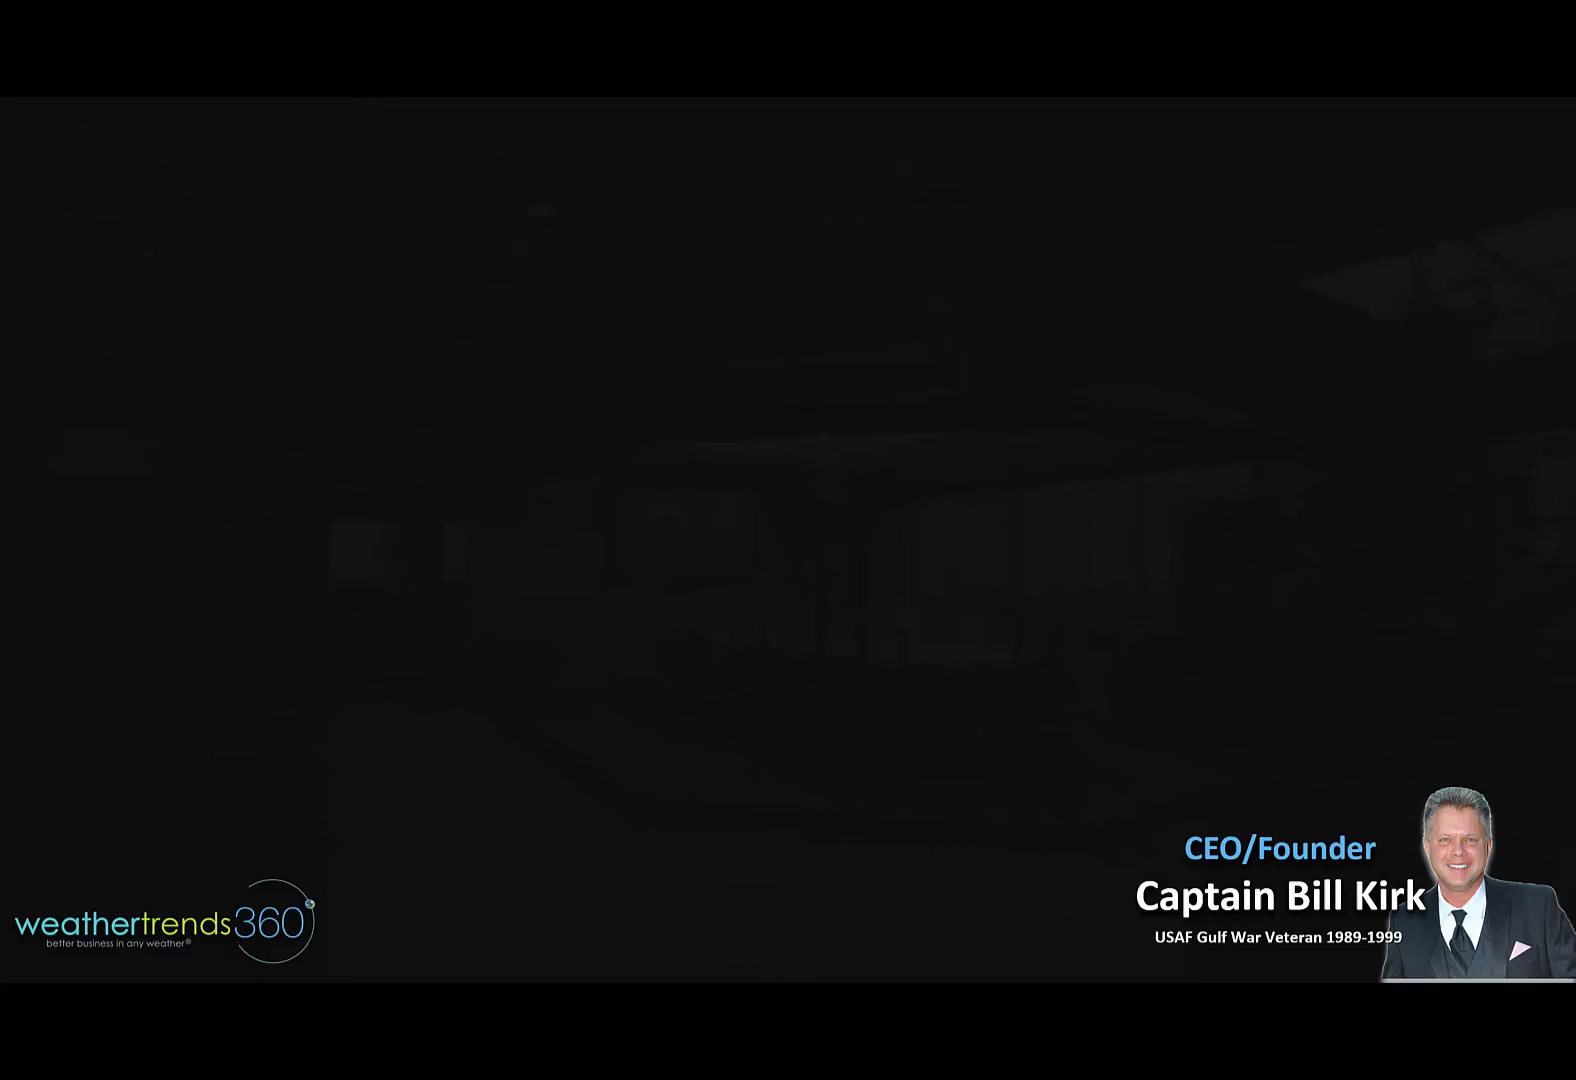 CEO/Founder
Captain Bill Kirk
USAF Gulf War Veteran 1989-1999
weathertrends360
better business in any weather®